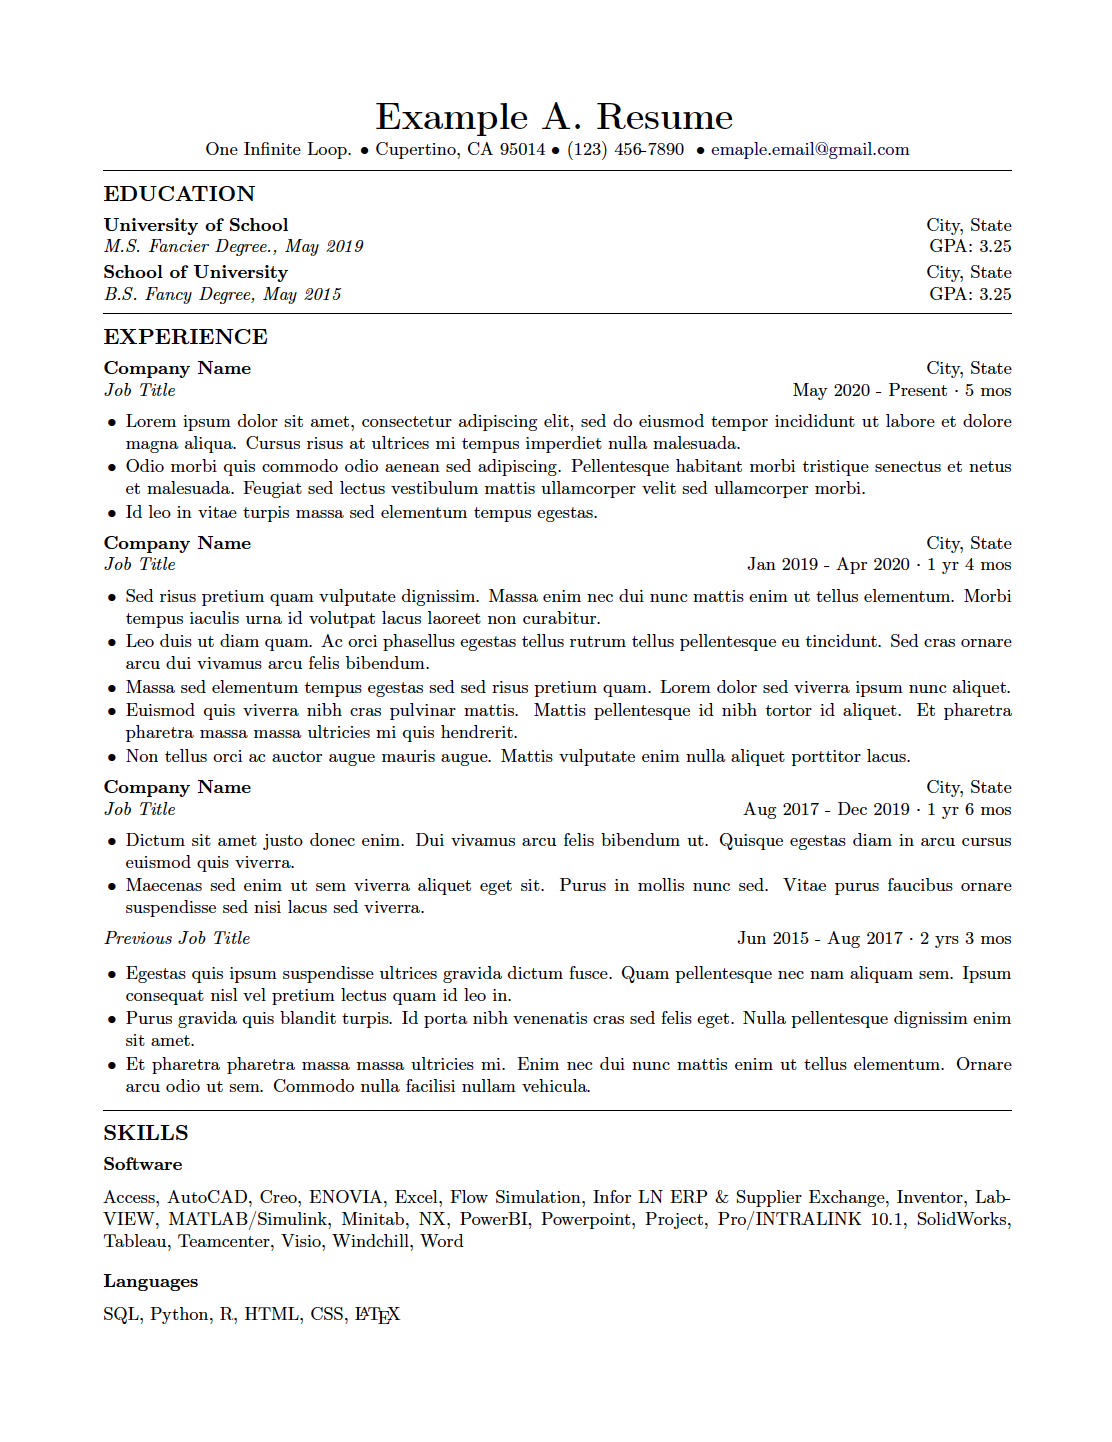 Example A. Resume
One Infinite Loop. • Cupertino, CA 95014 • (123) 456-7890 • emaple.email@gmail.com
EDUCATION
University of School City, State
M.S. Fancier Degree., May 2019 GPA: 3.25
School of University City, State
B.S. Fancy Degree, May 2015 GPA: 3.25
EXPERIENCE
Company Name City, State
Job Title May 2020 - Present · 5 mos
• Lorem ipsum dolor sit amet, consectetur adipiscing elit, sed do eiusmod tempor incididunt ut labore et dolore
magna aliqua. Cursus risus at ultrices mi tempus imperdiet nulla malesuada.
• Odio morbi quis commodo odio aenean sed adipiscing. Pellentesque habitant morbi tristique senectus et netus
et malesuada. Feugiat sed lectus vestibulum mattis ullamcorper velit sed ullamcorper morbi.
• Id leo in vitae turpis massa sed elementum tempus egestas.
Company Name City, State
Job Title Jan 2019 - Apr 2020 · 1 yr 4 mos
• Sed risus pretium quam vulputate dignissim. Massa enim nec dui nunc mattis enim ut tellus elementum. Morbi
tempus iaculis urna id volutpat lacus laoreet non curabitur.
• Leo duis ut diam quam. Ac orci phasellus egestas tellus rutrum tellus pellentesque eu tincidunt. Sed cras ornare
arcu dui vivamus arcu felis bibendum.
• Massa sed elementum tempus egestas sed sed risus pretium quam. Lorem dolor sed viverra ipsum nunc aliquet.
• Euismod quis viverra nibh cras pulvinar mattis. Mattis pellentesque id nibh tortor id aliquet. Et pharetra
pharetra massa massa ultricies mi quis hendrerit.
• Non tellus orci ac auctor augue mauris augue. Mattis vulputate enim nulla aliquet porttitor lacus.
Company Name City, State
Job Title Aug 2017 - Dec 2019 · 1 yr 6 mos
• Dictum sit amet justo donec enim. Dui vivamus arcu felis bibendum ut. Quisque egestas diam in arcu cursus
euismod quis viverra.
• Maecenas sed enim ut sem viverra aliquet eget sit. Purus in mollis nunc sed. Vitae purus faucibus ornare
suspendisse sed nisi lacus sed viverra.
Previous Job Title Jun 2015 - Aug 2017 · 2 yrs 3 mos
• Egestas quis ipsum suspendisse ultrices gravida dictum fusce. Quam pellentesque nec nam aliquam sem. Ipsum
consequat nisl vel pretium lectus quam id leo in.
• Purus gravida quis blandit turpis. Id porta nibh venenatis cras sed felis eget. Nulla pellentesque dignissim enim
sit amet.
• Et pharetra pharetra massa massa ultricies mi. Enim nec dui nunc mattis enim ut tellus elementum. Ornare
arcu odio ut sem. Commodo nulla facilisi nullam vehicula.
SKILLS
Software
Access, AutoCAD, Creo, ENOVIA, Excel, Flow Simulation, Infor LN ERP & Supplier Exchange, Inventor, Lab-
VIEW, MATLAB/Simulink, Minitab, NX, PowerBI, Powerpoint, Project, Pro/INTRALINK 10.1, SolidWorks,
Tableau, Teamcenter, Visio, Windchill, Word
Languages
SQL, Python, R, HTML, CSS, LATEX